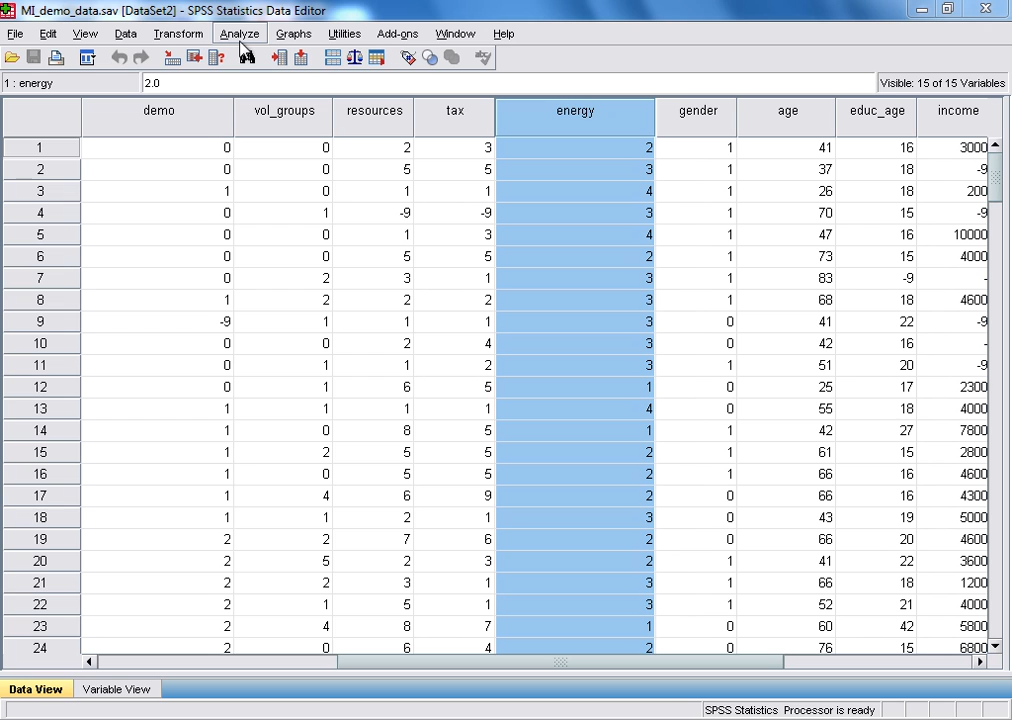 MI_demo_data.sav [DataSet2] - SPSS Statistics Data Editor
File Edit View Data Transform Analyze Graphs Utilities Add-ons Window Help
1 : energy 2.0 Visible: 15 of 15 Variables
demo vol_groups resources tax energy gender age educ_age income
1 0 0 2 3 2 1 41 16 3000
2 0 0 5 5 3 1 37 18 -9
3 1 0 1 1 4 1 26 18 200
4 0 1 -9 -9 3 1 70 15 -9
5 0 0 1 3 4 1 47 16 10000
6 0 0 5 5 2 1 73 15 4000
7 0 2 3 1 3 1 83 -9 -
8 1 2 2 2 3 1 68 18 4600
9 -9 1 1 1 3 0 41 22 -9
10 0 0 2 4 3 0 42 16 -
11 0 1 1 2 3 1 51 20 -9
12 0 1 6 5 1 0 25 17 2300
13 1 1 1 1 4 0 55 18 4000
14 1 0 8 5 1 1 42 27 7800
15 1 2 5 5 2 1 61 15 2800
16 1 0 5 5 2 1 66 16 4600
17 1 4 6 9 2 0 66 16 4300
18 1 1 2 1 3 0 43 19 5000
19 2 2 7 6 2 0 66 20 4600
20 2 5 2 3 2 1 41 22 3600
21 2 2 3 1 3 1 66 18 1200
22 2 1 5 1 3 1 52 21 4000
23 2 4 8 7 1 0 60 42 5800
24 2 0 6 4 2 0 76 15 6800
Data View Variable View
SPSS Statistics Processor is ready